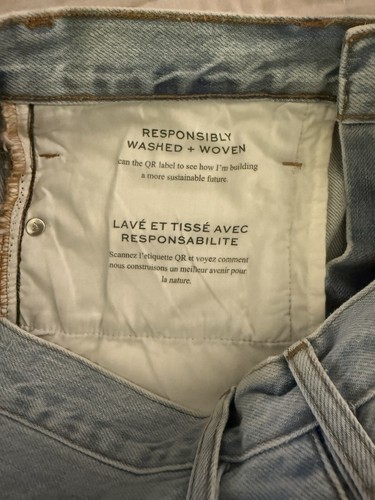 RESPONSIBLY
WASHED + WOVEN
can the QR label to see how I'm building
a more sustainable future.
LAVÉ ET TISSÉ AVEC
RESPONSABILITE
Scannez l'etiquette QR et voyez comment
nous construisons un meilleur avenir pour
la nature.